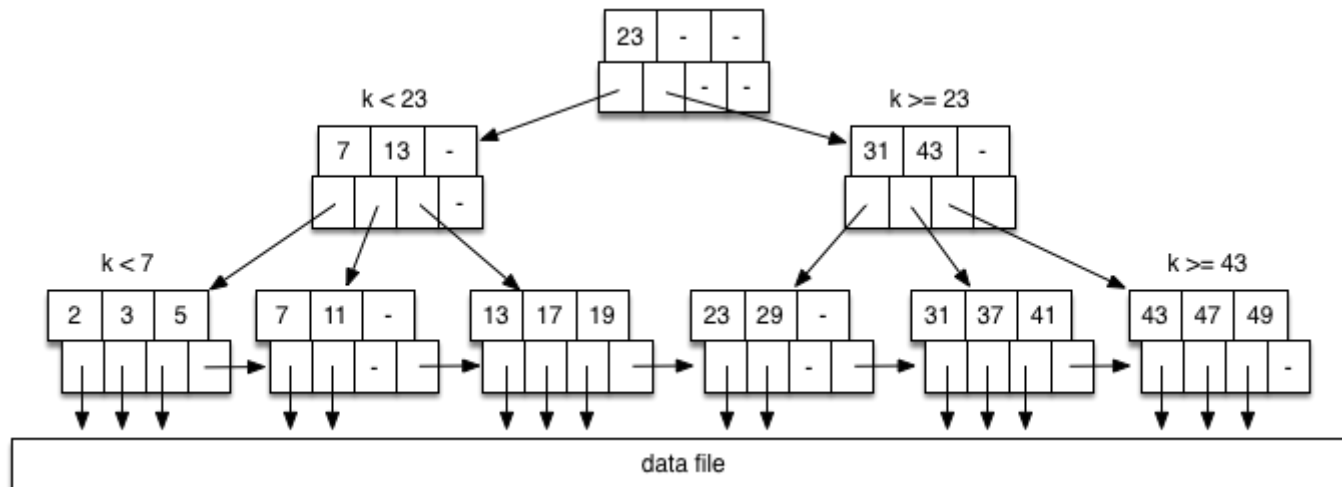 23 - -
- -
k < 23
k >= 23
7 13 -
-
31 43 -
k < 7
k >= 43
2 3 5
7 11 -
-
13 17 19
23 29 -
-
31 37 41
43 47 49
-
data file